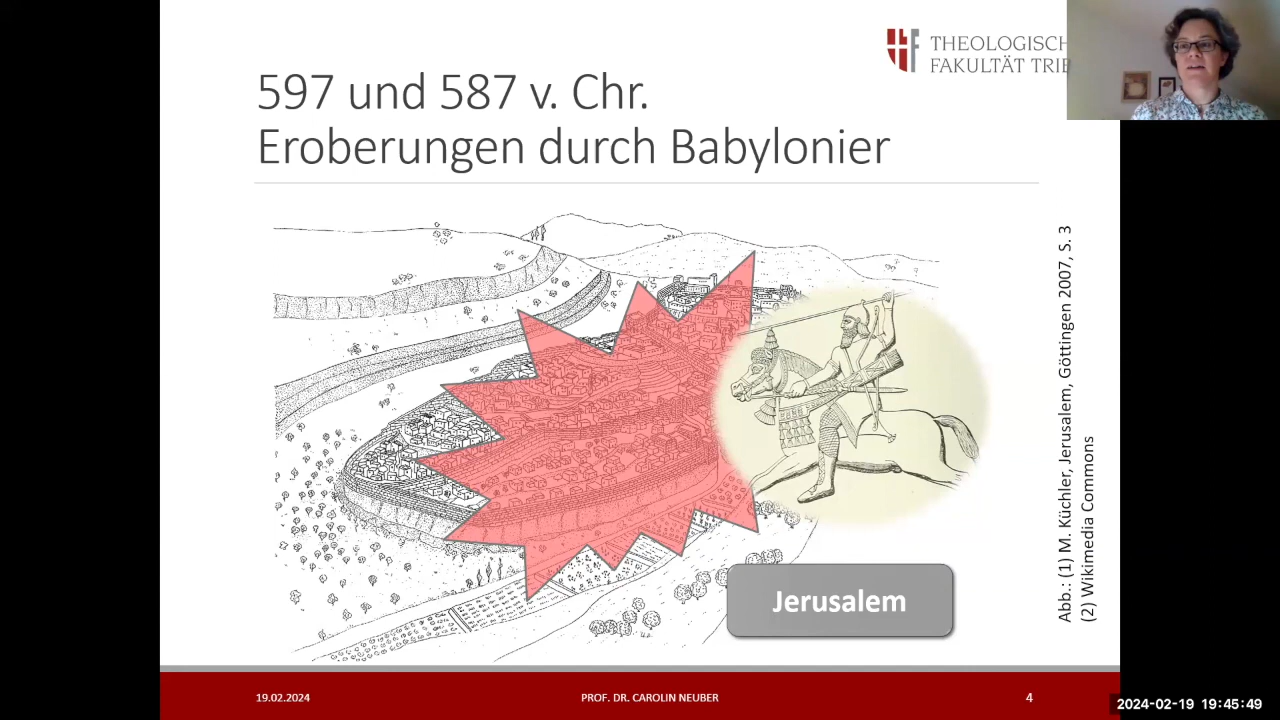 THEOLOGISCH
FAKULTÄT TRIE
597 und 587 v. Chr.
Eroberungen durch Babylonier
Abb.: (1) M. Küchler, Jerusalem, Göttingen 2007, S. 3
(2) Wikimedia Commons
Jerusalem
19.02.2024
PROF. DR. CAROLIN NEUBER
4
2024-02-19 19:45:49